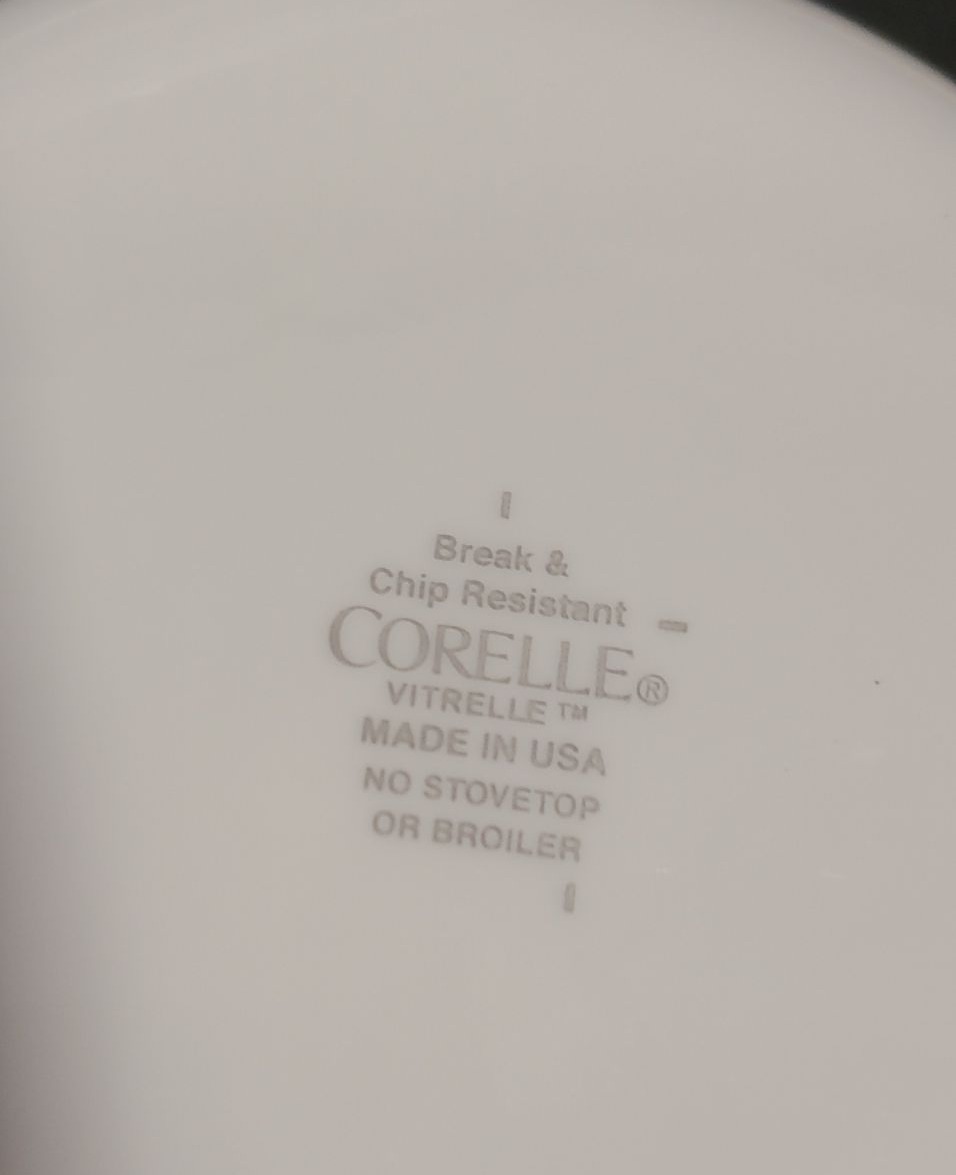 Break &
Chip Resistant
CORELLE®
VITRELLE™
MADE IN USA
NO STOVETOP
OR BROILER